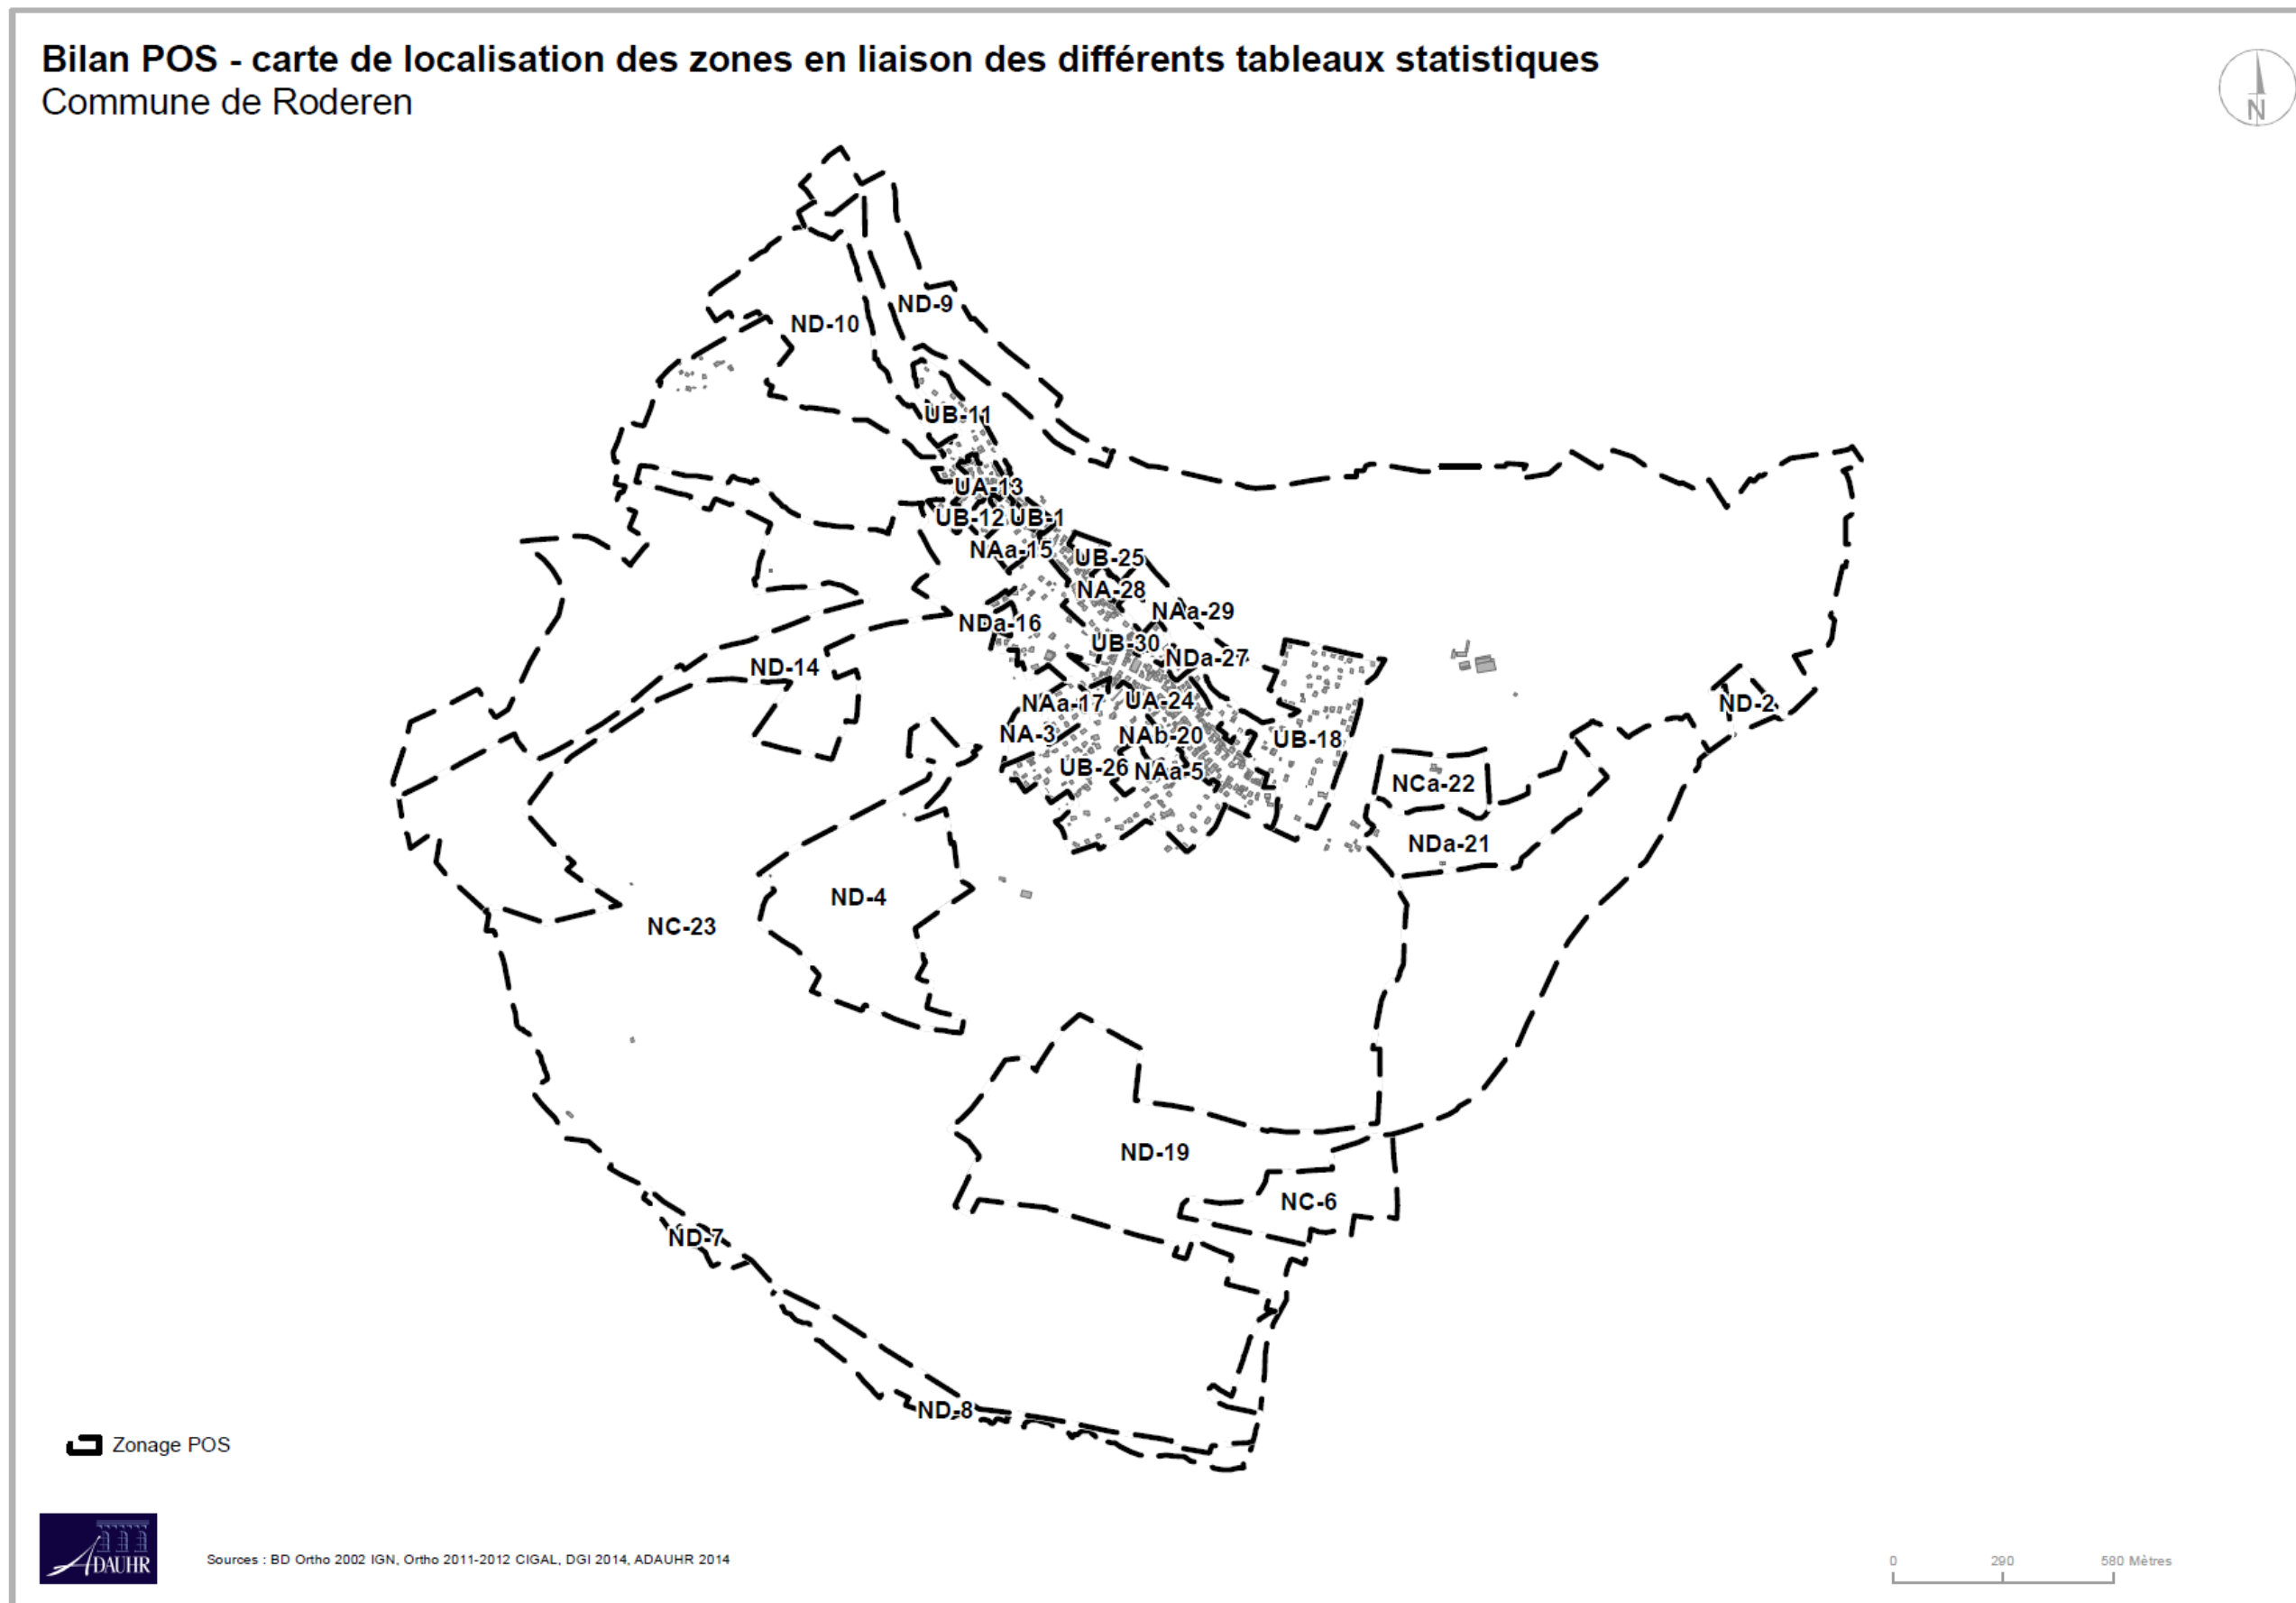 Bilan POS - carte de localisation des zones en liaison des différents tableaux statistiques
Commune de Roderen
N
ND-9
ND-10
UB-11
UA-13
UB-12 UB-1
NAa-15
UB-25
NA-28
NAa-29
NDa-16
UB-30
NDa-27
ND-14
NAa-17 UA-24
ND-2
NA-3
NAb-20
UB-18
UB-26 NAa-5
NCa-22
NDa-21
ND-4
NC-23
ND-19
NC-6
ND-7
ND-8
Zonage POS
ADAUHR
Sources : BD Ortho 2002 IGN, Ortho 2011-2012 CIGAL, DGI 2014, ADAUHR 2014
0 290 580 Mètres